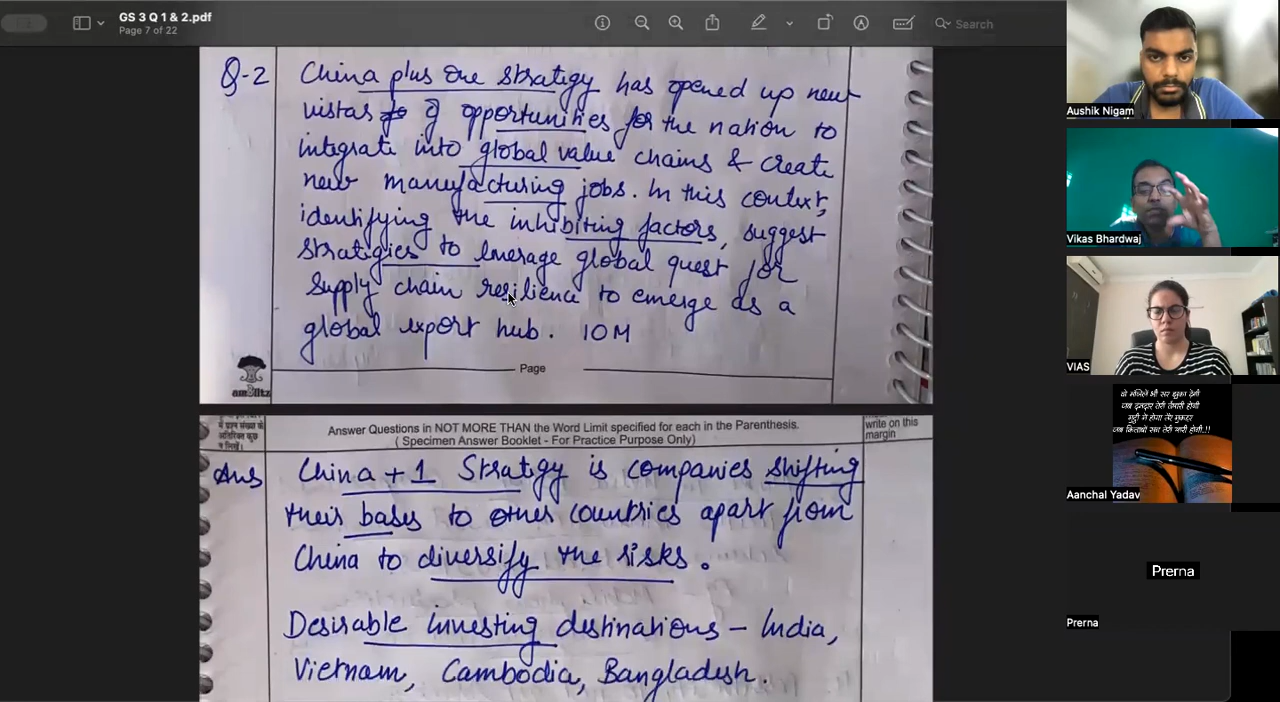 GS 3 Q 1 & 2.pdf
Page 7 of 22
Search
Q-2 China plus one strategy has opened up new
vistas of opportunities for the nation to
integrate into global value chains & create
new manufacturing jobs. In this context,
identifying the inhibiting factors, suggest
strategies to leverage global quest for
supply chain resilience to emerge as a
global export hub. 10M
Page
Answer Questions in NOT MORE THAN the Word Limit specified for each in the Parenthesis.
( Specimen Answer Booklet - For Practice Purpose Only)
write on this
margin
Ans China + 1 Strategy is companies shifting
their bases to other countries apart from
China to diversify the risks.
Desirable investing destinations – India,
Vietnam, Cambodia, Bangladesh.
Aushik Nigam
Vikas Bhardwaj
VIAS
Aanchal Yadav
Prerna
Prerna